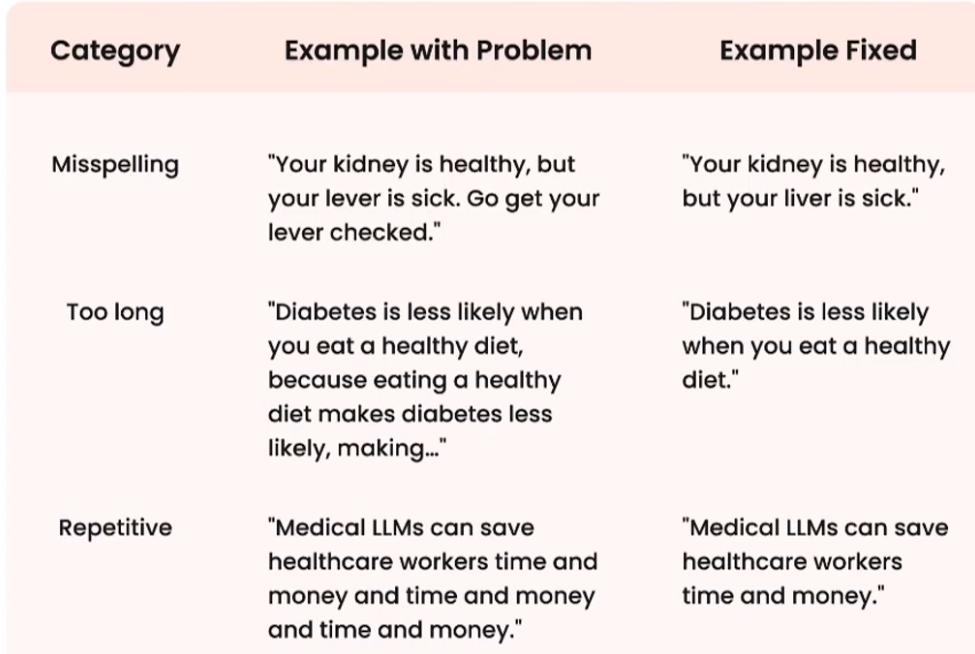 Category Example with Problem Example Fixed
Misspelling
"Your kidney is healthy, but
your lever is sick. Go get your
lever checked."
"Your kidney is healthy,
but your liver is sick."
Too long
"Diabetes is less likely when
you eat a healthy diet,
because eating a healthy
diet makes diabetes less
likely, making..."
"Diabetes is less likely
when you eat a healthy
diet."
Repetitive
"Medical LLMs can save
healthcare workers time and
money and time and money
and time and money."
"Medical LLMs can save
healthcare workers
time and money."